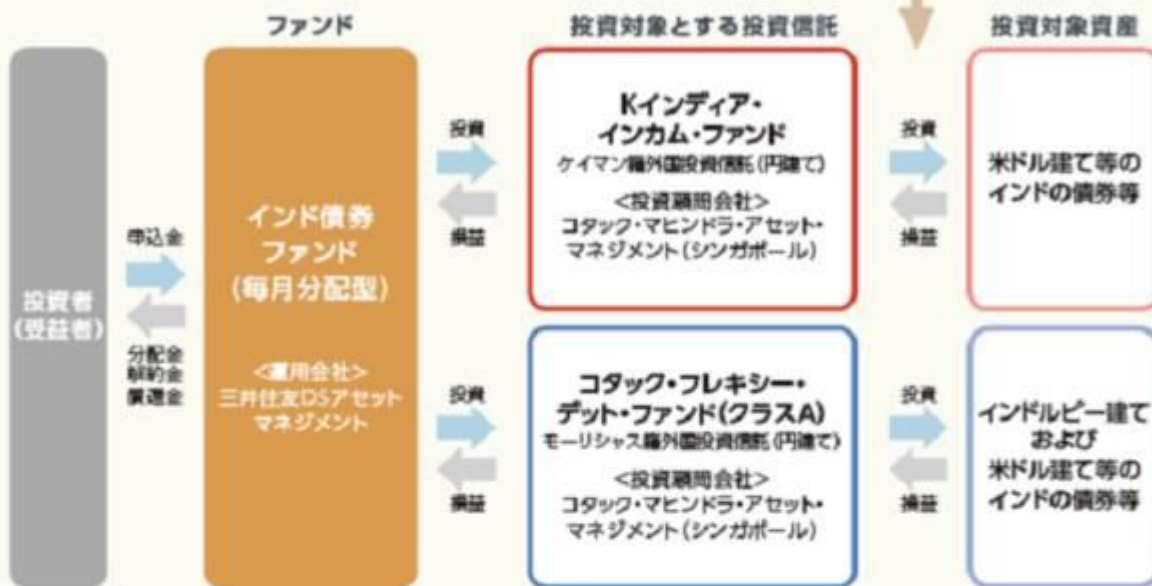 ファンド
投資対象とする投資信託
投資対象資産
投資者
(受益者)
申込金
分配金
解約金
償還金
インド債券
ファンド
(毎月分配型)
<運用会社>
三井住友DSアセット
マネジメント
投資
損益
Kインディア・
インカム・ファンド
ケイマン籍外国投資信託(円建て)
<投資顧問会社>
コタック・マヒンドラ・アセット・
マネジメント(シンガポール)
投資
損益
米ドル建て等の
インドの債券等
投資
損益
コタック・フレキシー・
デット・ファンド(クラスA)
モーリシャス籍外国投資信託(円建て)
<投資顧問会社>
コタック・マヒンドラ・アセット・
マネジメント(シンガポール)
投資
損益
インドルピー建て
および
米ドル建て等の
インドの債券等